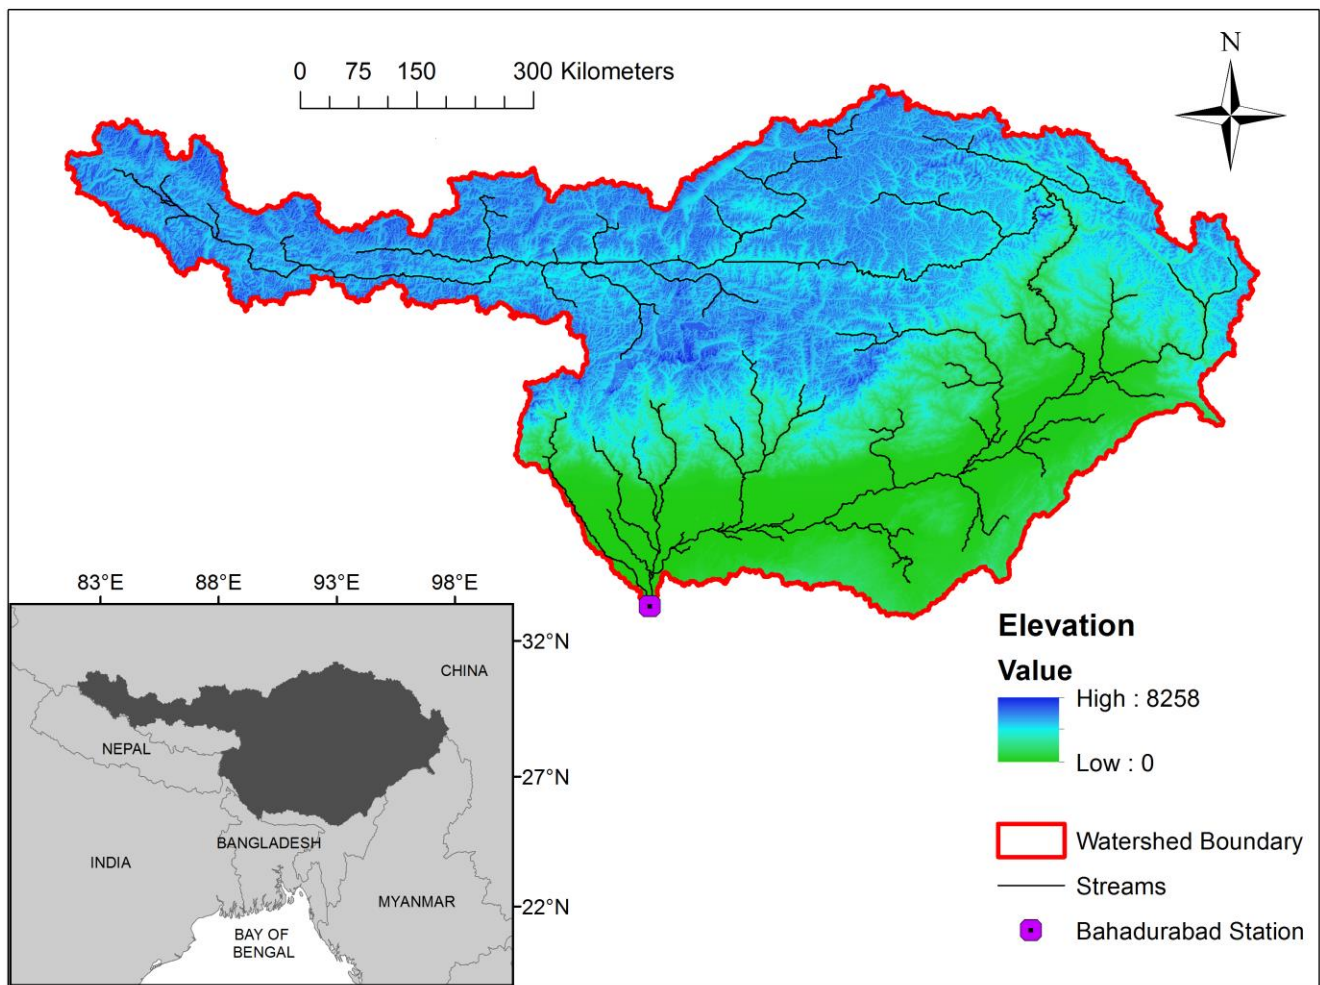 N
0 75 150 300 Kilometers
83°E 88°E 93°E 98°E
32°N
CHINA
NEPAL
27°N
BANGLADESH
INDIA
MYANMAR
22°N
BAY OF
BENGAL
Elevation
Value
High : 8258
Low : 0
Watershed Boundary
Streams
Bahadurabad Station